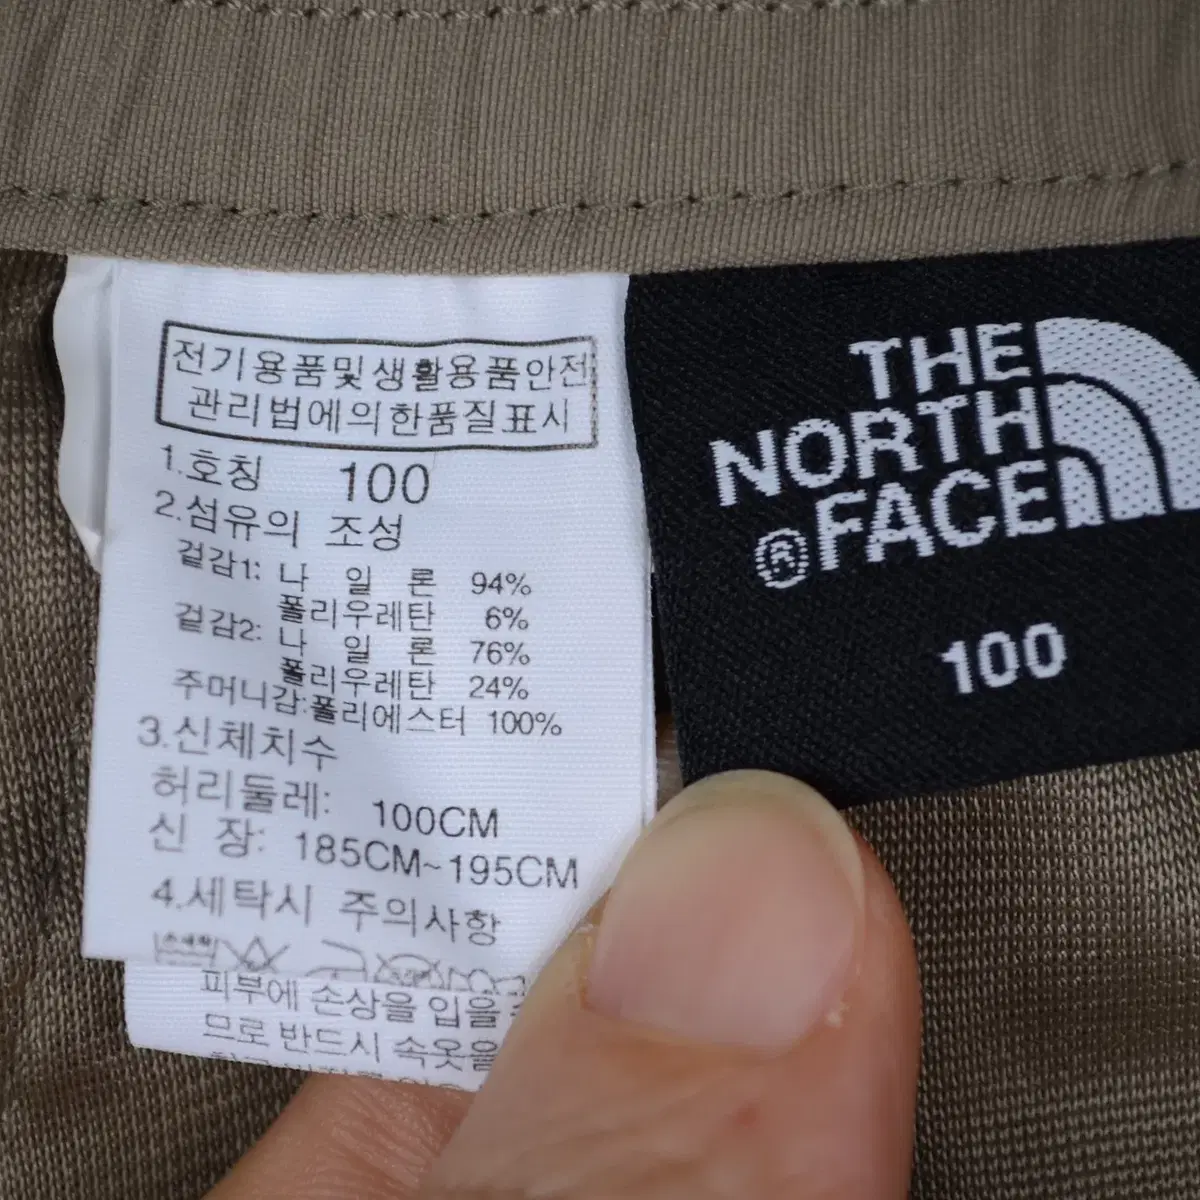 전기용품및생활용품안전
관리법에의한품질표시
1.호칭 100
2.섬유의 조성
겉감1: 나 일 론 94%
폴리우레탄 6%
겉감2: 나 일 론 76%
폴리우레탄 24%
주머니감:폴리에스터 100%
3.신체치수
허리둘레: 100CM
신 장: 185CM~195CM
4.세탁시 주의사항
피부에 손상을 입을
므로 반드시 속옷을
THE
NORTH
®FACE
100